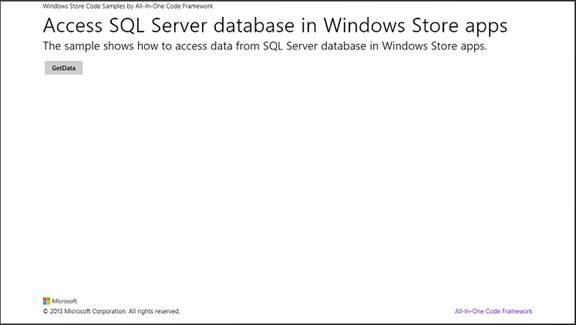 Windows Store Code Samples by All-In-One Code Framework
Access SQL Server database in Windows Store apps
The sample shows how to access data from SQL Server database in Windows Store apps.
GetData
Microsoft
© 2013 Microsoft Corporation. All rights reserved.
All-In-One Code Framework